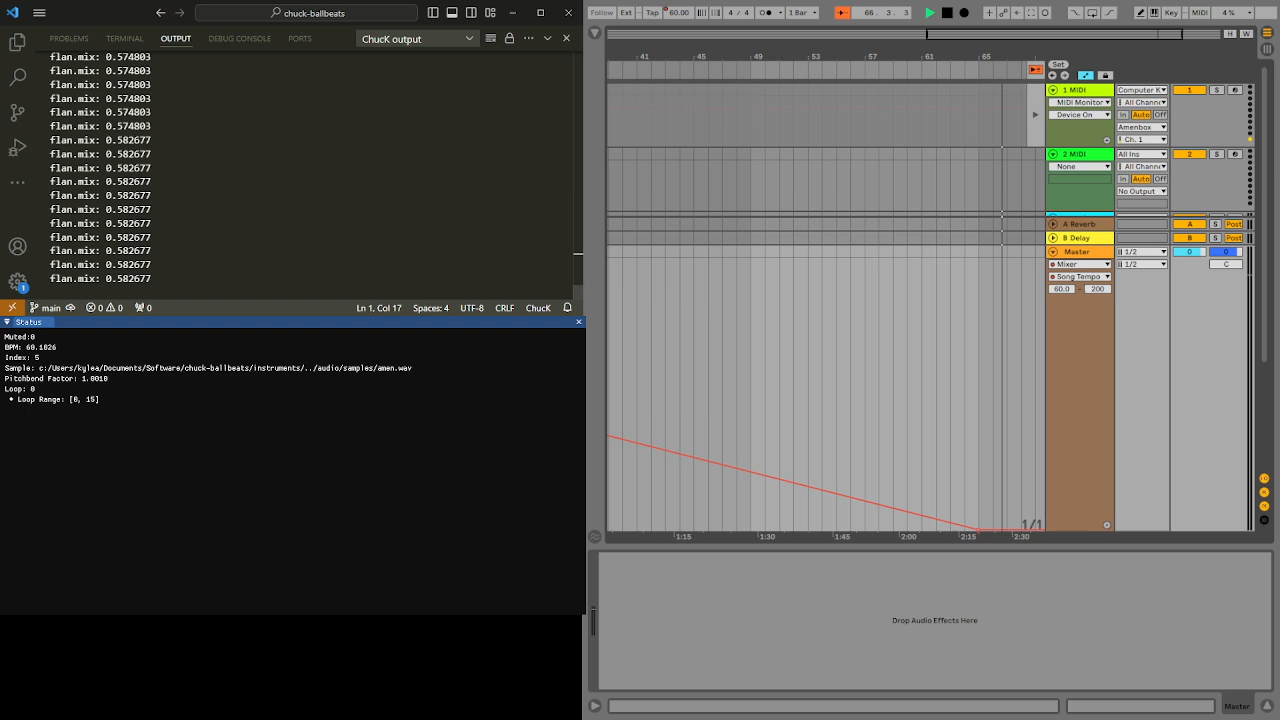 chuck-ballbeats
PROBLEMS
TERMINAL
OUTPUT
DEBUG CONSOLE
PORTS
ChucK output
flan.mix: 0.574803
flan.mix: 0.574803
flan.mix: 0.574803
flan.mix: 0.574803
flan.mix: 0.574803
flan.mix: 0.574803
flan.mix: 0.582677
flan.mix: 0.582677
flan.mix: 0.582677
flan.mix: 0.582677
flan.mix: 0.582677
flan.mix: 0.582677
flan.mix: 0.582677
flan.mix: 0.582677
flan.mix: 0.582677
flan.mix: 0.582677
flan.mix: 0.582677
1
main
0 0
0
Ln 1, Col 17
Spaces: 4
UTF-8
CRLF
ChucK
Status
Muted:0
BPM: 60.1826
Index: 5
Sample: c:/Users/kylea/Documents/Software/chuck-ballbeats/instruments/../audio/samples/amen.wav
Pitchbend Factor: 1.0010
Loop: 0
• Loop Range: [0, 15]
Follow Ext Tap 60.00 4 / 4 1 Bar 66. 3. 3 Key MIDI 4 %
H W
41 45 49 53 57 61 65
Set
1 MIDI
Computer K
1 S
MIDI Monitor
All Channe
Device On
In Auto Off
Amenbox
Ch. 1
2 MIDI
All Ins
2 S
None
All Channe
In Auto Off
No Output
A Reverb
A S Post
B Delay
B S Post
Master
1/2
0 0
Mixer
1/2
C
Song Tempo
60.0 - 200
1/1
1:15 1:30 1:45 2:00 2:15 2:30
Drop Audio Effects Here
Master